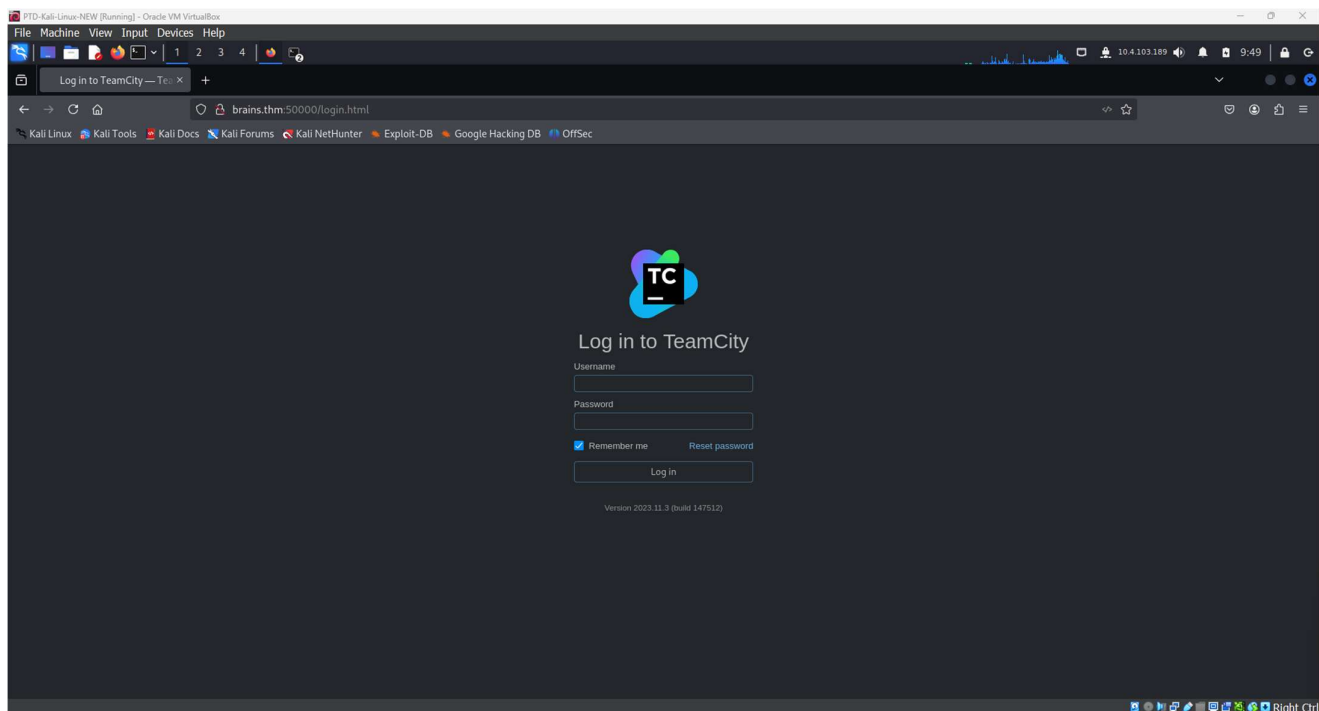 PTD-Kali-Linux-NEW [Running] - Oracle VM VirtualBox
File Machine View Input Devices Help
1 2 3 4 2 10.4.103.189 9:49
Log in to TeamCity — Tea
brains.thm:50000/login.html
Kali Linux Kali Tools Kali Docs Kali Forums Kali NetHunter Exploit-DB Google Hacking DB OffSec
TC
Log in to TeamCity
Username
Password
Remember me Reset password
Log in
Version 2023.11.3 (build 147512)
Right Ctrl